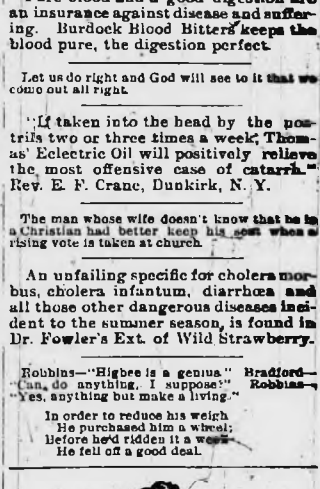 Pure blood and a good digestion are
an insurance against disease and suffer-
ing. Burdock Blood Bitters keeps the
blood pure, the digestion perfect.
Let us do right and God will see to it that we
come out all right.
"If taken into the head by the nos-
trils two or three times a week, Thom-
as' Eclectric Oil will positively relieve
the most offensive case of catarrh."
Rev. E. F. Crane, Dunkirk, N. Y.
The man whose wife doesn't know that he is
a Christian had better keep his seat when a
rising vote is taken at church.
An unfailing specific for cholera mor-
bus, cholera infantum, diarrhœa and
all those other dangerous diseases inci-
dent to the summer season, is found in
Dr. Fowler's Ext. of Wild Strawberry.
Robbins—"Higbee is a genius." Bradford—
"Can do anything, I suppose?" Robbins—
"Yes, anything but make a living."
In order to reduce his weigh
He purchased him a wheel;
Before he'd ridden it a week
He fell off a good deal.